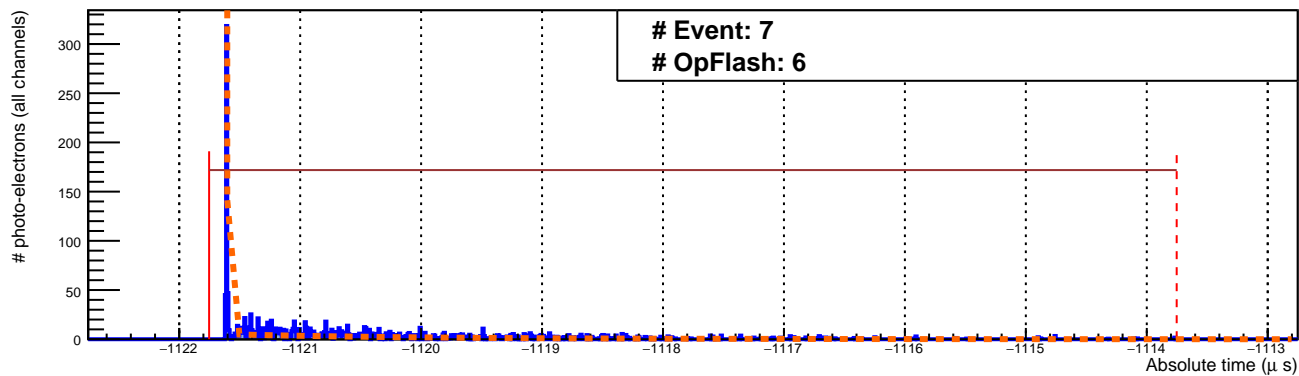 # Event: 7
# OpFlash: 6
# photo-electrons (all channels)
300
250
200
150
100
50
0
−1122 −1121 −1120 −1119 −1118 −1117 −1116 −1115 −1114 −1113
Absolute time (μ s)